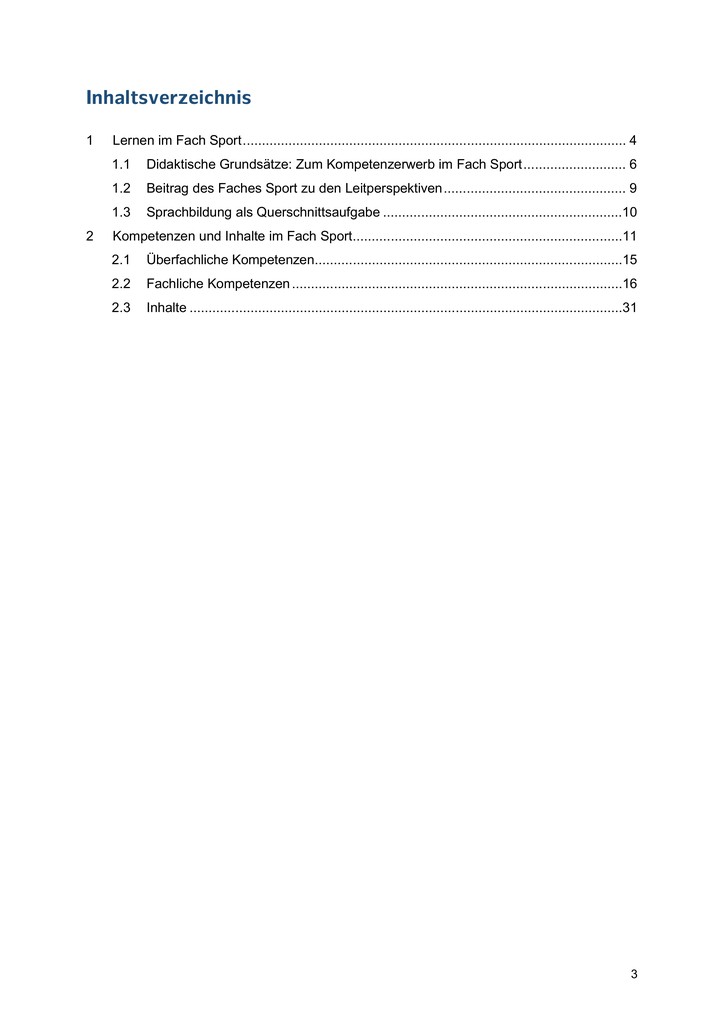 Inhaltsverzeichnis
1 Lernen im Fach Sport..................................................................................................... 4
1.1 Didaktische Grundsätze: Zum Kompetenzerwerb im Fach Sport........................... 6
1.2 Beitrag des Faches Sport zu den Leitperspektiven................................................ 9
1.3 Sprachbildung als Querschnittsaufgabe ...............................................................10
2 Kompetenzen und Inhalte im Fach Sport.......................................................................11
2.1 Überfachliche Kompetenzen.................................................................................15
2.2 Fachliche Kompetenzen .......................................................................................16
2.3 Inhalte ..................................................................................................................31
3